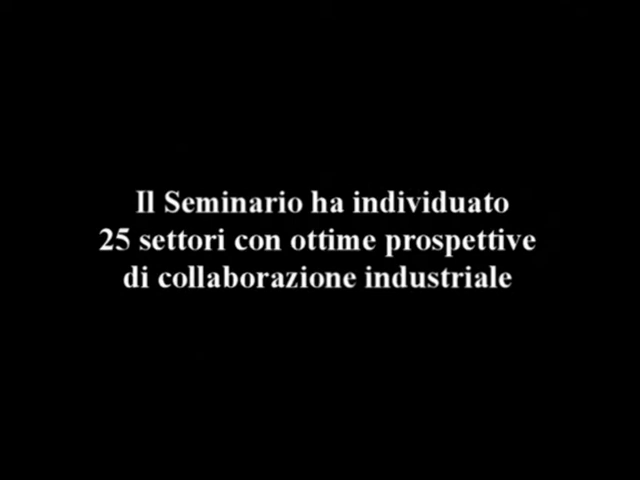 Il Seminario ha individuato
25 settori con ottime prospettive
di collaborazione industriale